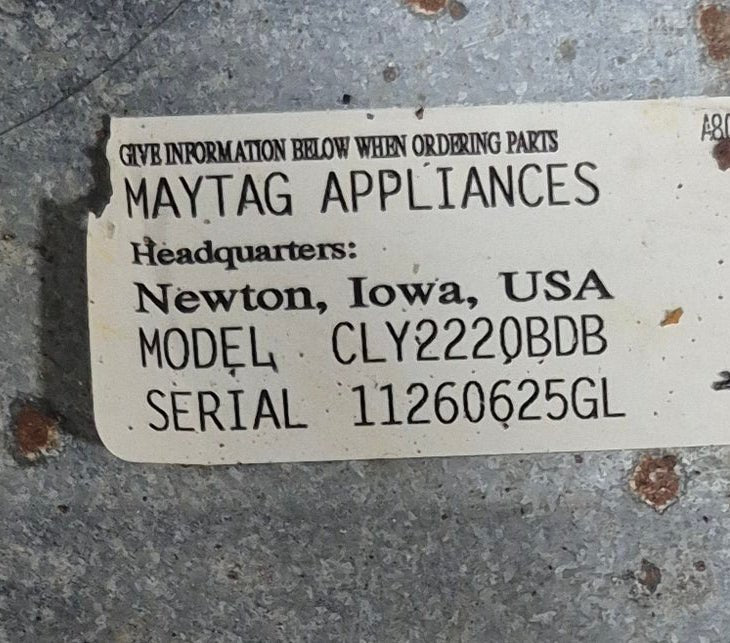 GIVE INFORMATION BELOW WHEN ORDERING PARTS
MAYTAG APPLIANCES
Headquarters:
Newton, Iowa, USA
MODEL CLY2220BDB
SERIAL 11260625GL